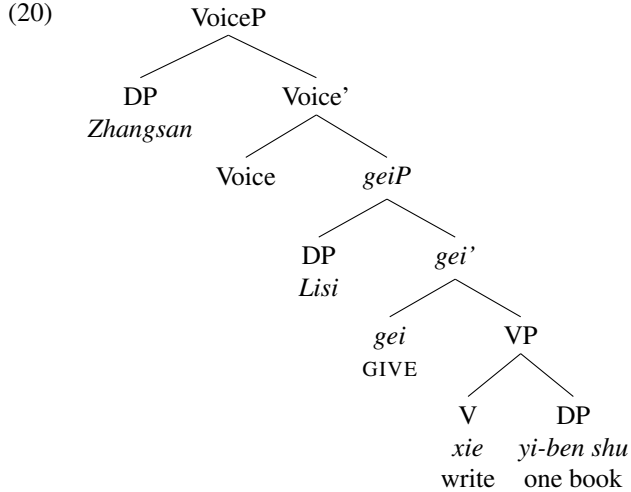 (20)
VoiceP
DP Voice’
Zhangsan
Voice geiP
DP gei’
Lisi
gei VP
GIVE
V DP
xie yi-ben shu
write one book